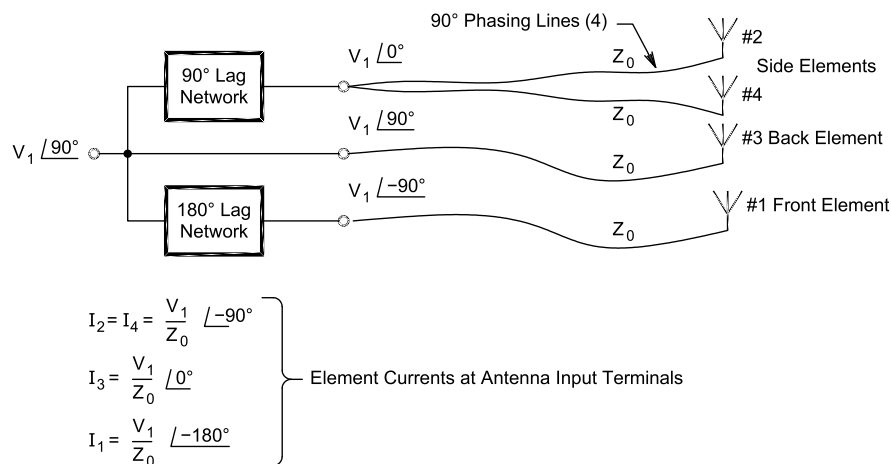 90° Phasing Lines (4)
#2
V1 /0°
Z0
Side Elements
90° Lag
Network
#4
Z0
V1 /90°
V1 /90°
#3 Back Element
Z0
V1 /−90°
180° Lag
Network
#1 Front Element
Z0
I2 = I4 = V1/Z0 /−90°
I3 = V1/Z0 /0°
Element Currents at Antenna Input Terminals
I1 = V1/Z0 /−180°